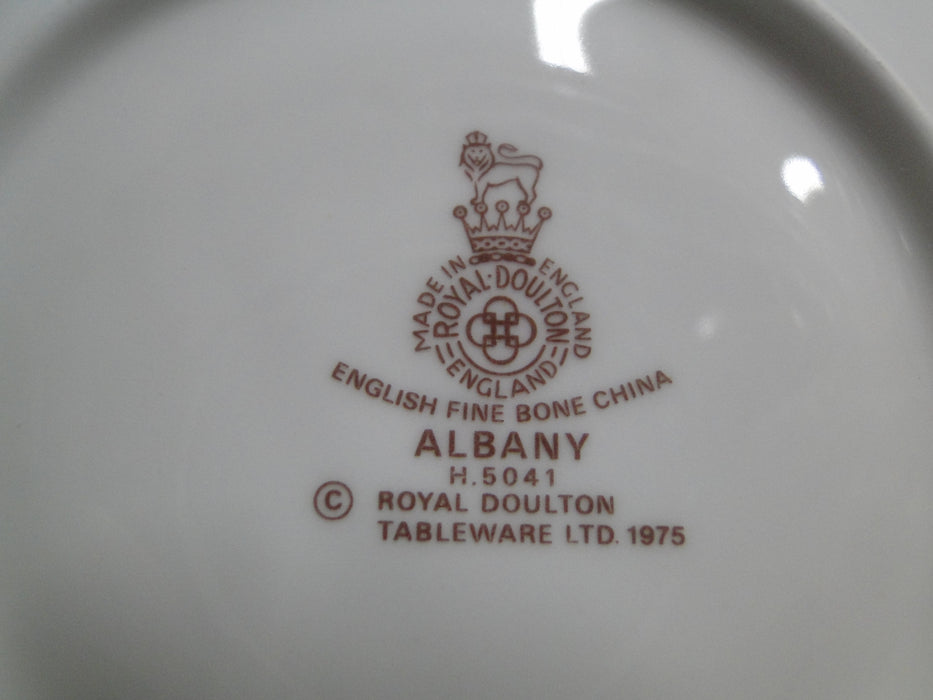 MADE IN ENGLAND
ROYAL·DOULTON
ENGLAND
ENGLISH FINE BONE CHINA
ALBANY
H.5041
© ROYAL DOULTON
TABLEWARE LTD. 1975